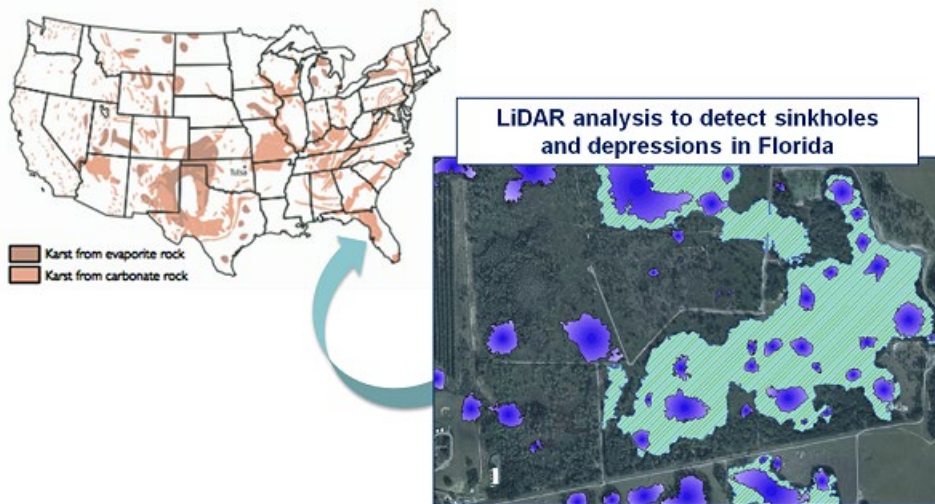 Tulsa
Karst from evaporite rock
Karst from carbonate rock
LiDAR analysis to detect sinkholes
and depressions in Florida